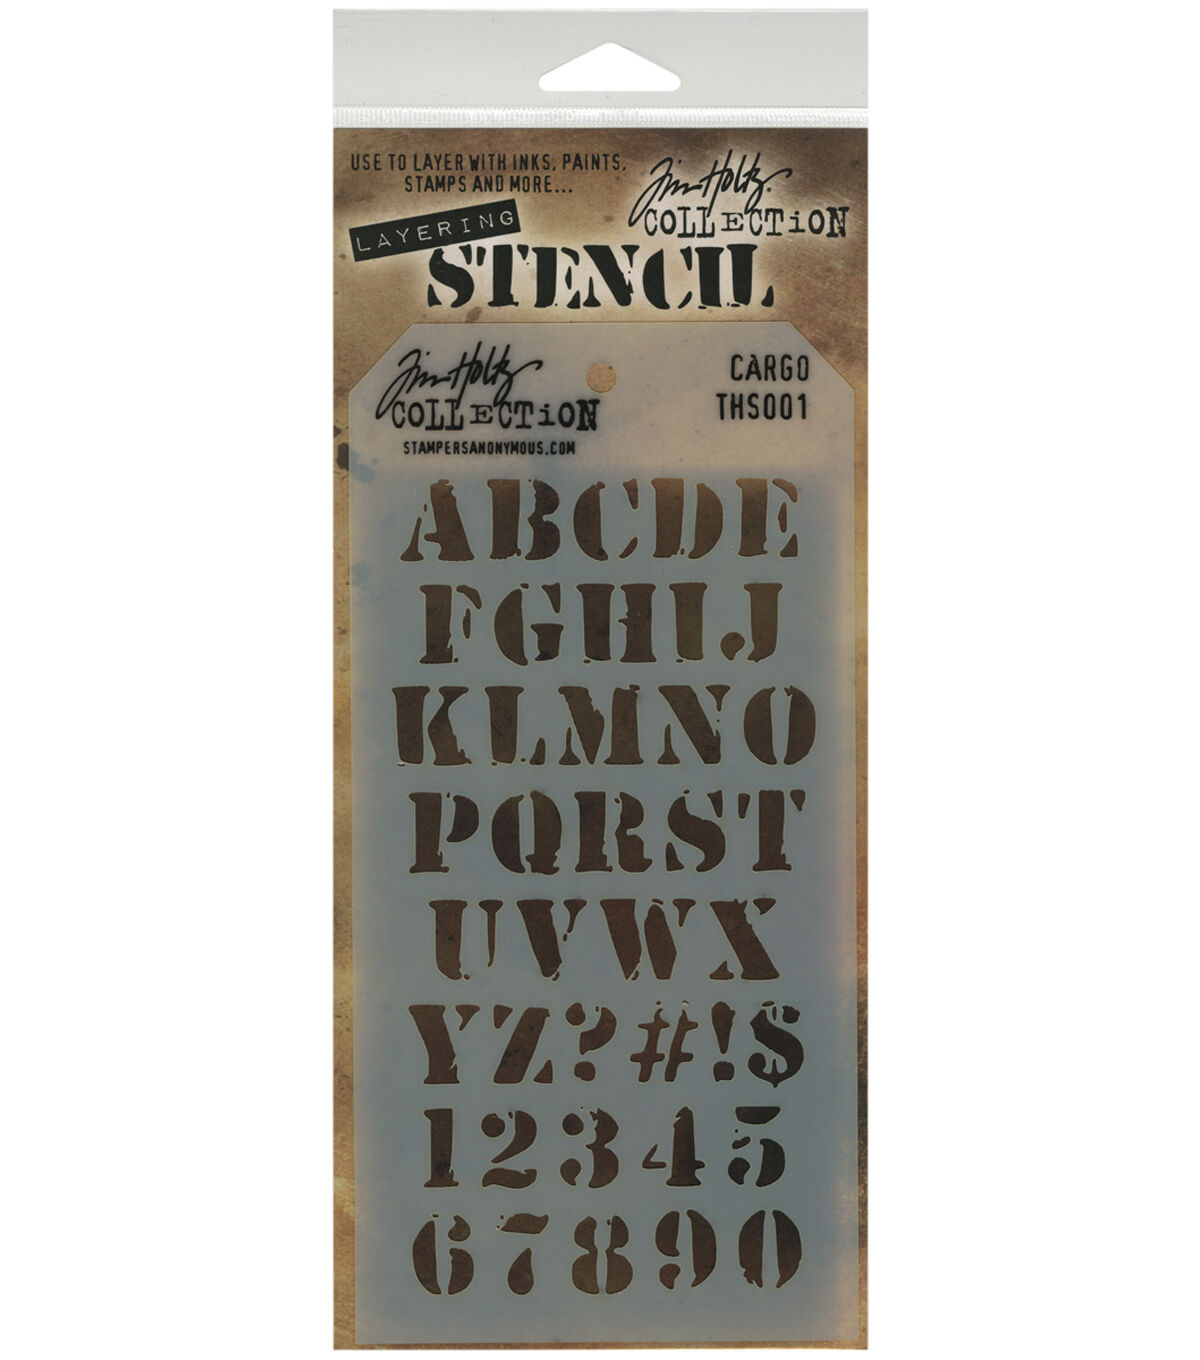 USE TO LAYER WITH INKS, PAINTS,
STAMPS AND MORE...
Tim Holtz.
COLLECTiON
LAYERING
STENCIL
Tim Holtz
COLLECTiON
STAMPERSANONYMOUS.COM
CARGO
THS001
ABCDE
FGHIJ
KLMNO
PQRST
UVWX
YZ?#!$
12345
67890